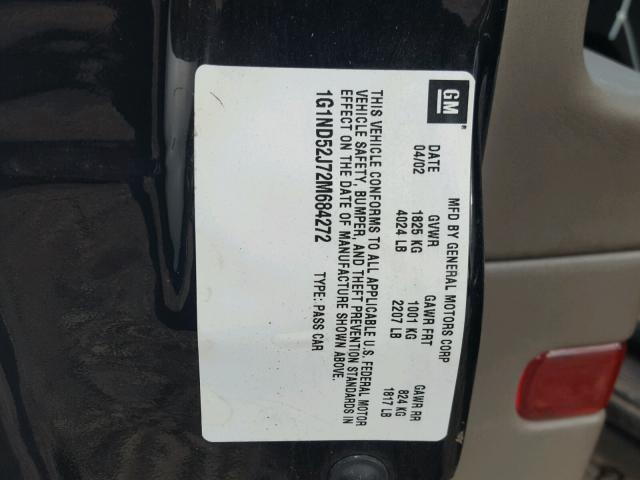 GM
MFD BY GENERAL MOTORS CORP
DATE GVWR GAWR FRT GAWR RR
04/02 1825 KG 1001 KG 824 KG
4024 LB 2207 LB 1817 LB
THIS VEHICLE CONFORMS TO ALL APPLICABLE U.S. FEDERAL MOTOR
VEHICLE SAFETY, BUMPER, AND THEFT PREVENTION STANDARDS IN
EFFECT ON THE DATE OF MANUFACTURE SHOWN ABOVE.
1G1ND52J72M684272 TYPE: PASS CAR